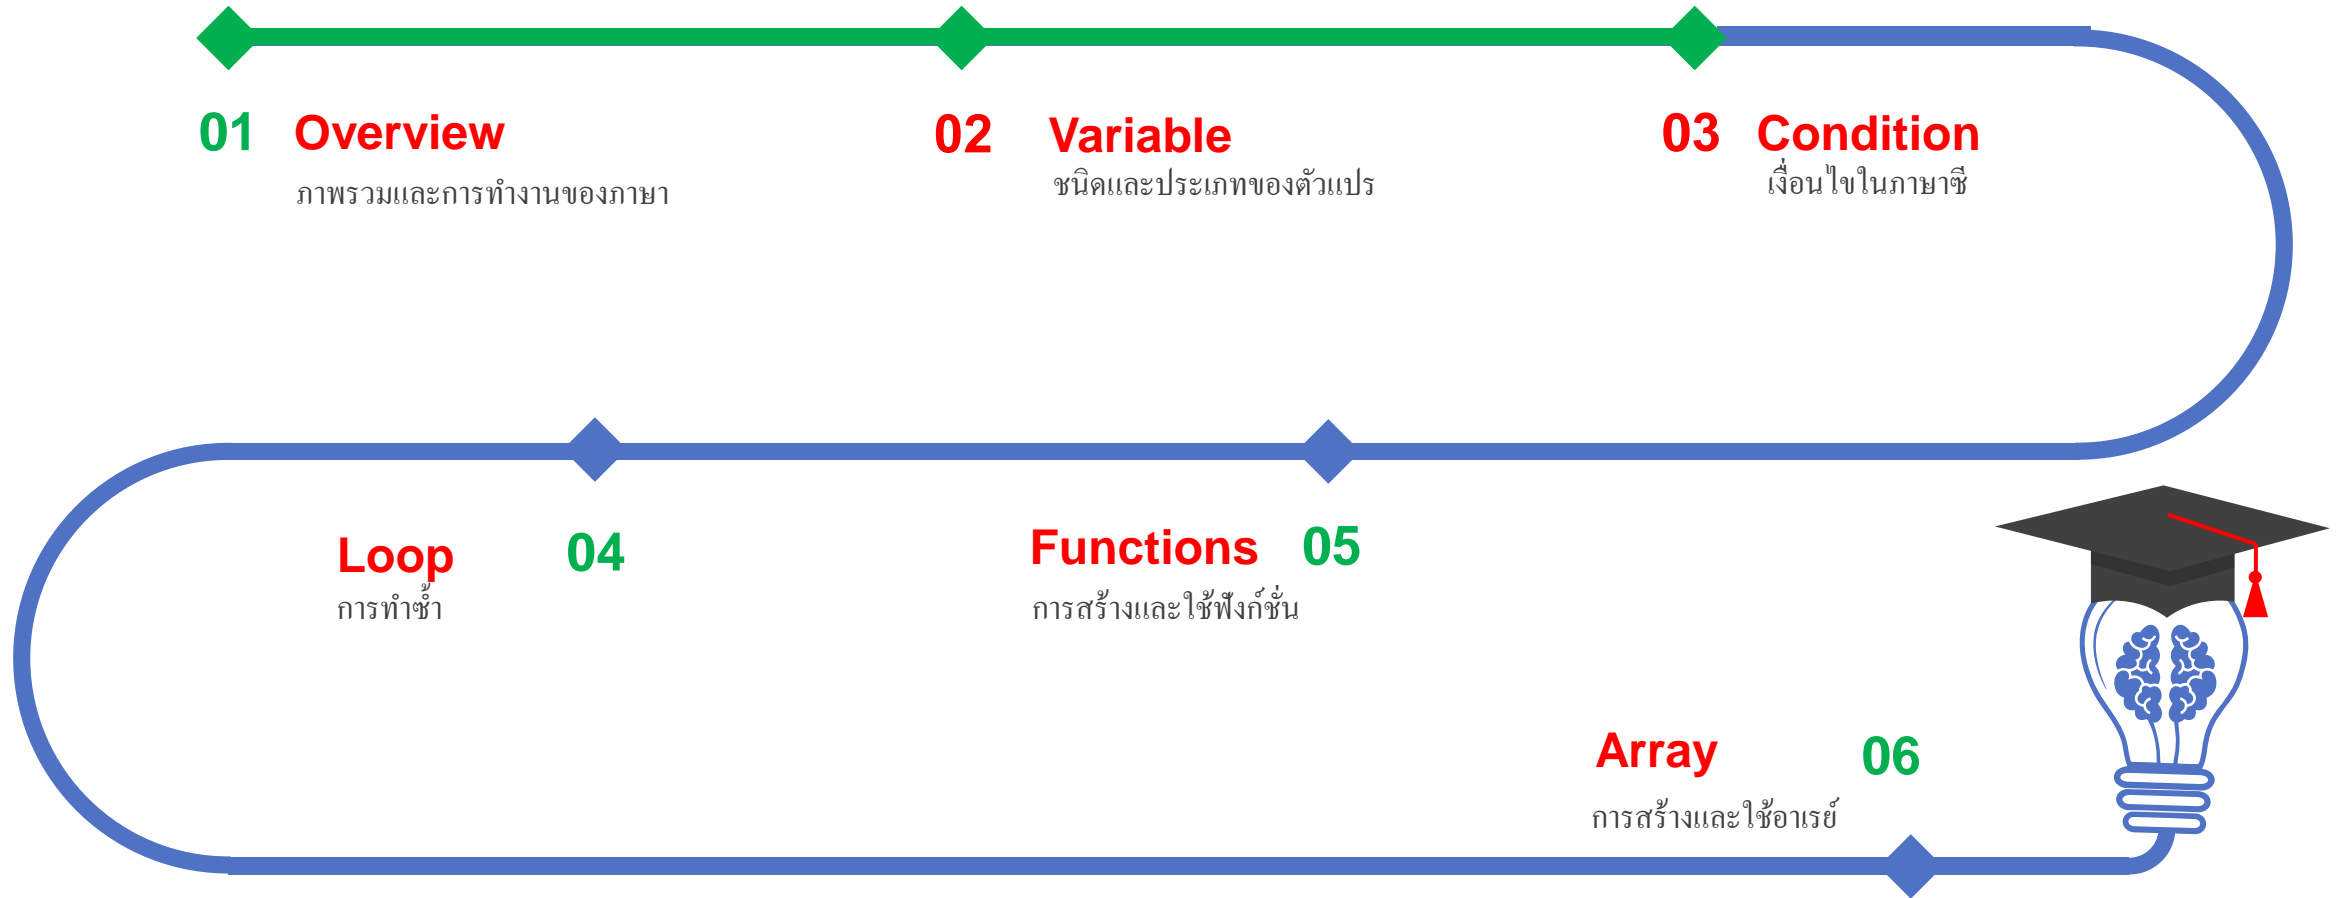 01 Overview
ภาพรวมและการทำงานของภาษา
02 Variable
ชนิดและประเภทของตัวแปร
03 Condition
เงื่อนไขในภาษาซี
Loop 04
การทำซ้ำ
Functions 05
การสร้างและใช้ฟังก์ชั่น
Array 06
การสร้างและใช้อาเรย์